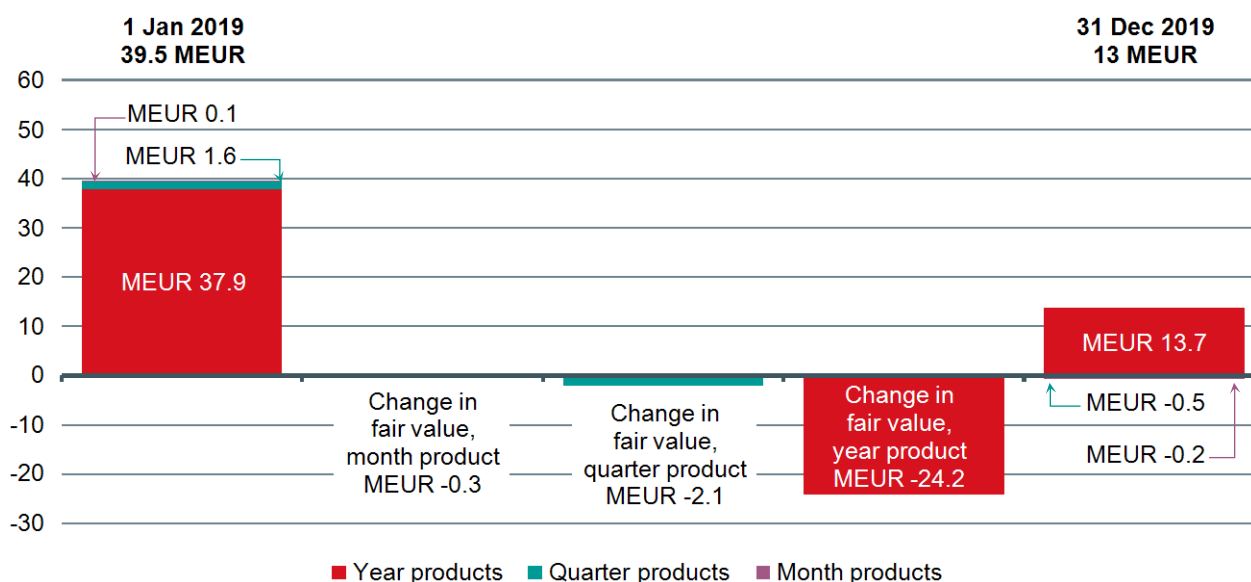 1 Jan 2019
39.5 MEUR
31 Dec 2019
13 MEUR
60
50
40
30
20
10
0
-10
-20
-30
MEUR 0.1
MEUR 1.6
MEUR 37.9
Change in
fair value,
month product
MEUR -0.3
Change in
fair value,
quarter product
MEUR -2.1
Change in
fair value,
year product
MEUR -24.2
MEUR 13.7
MEUR -0.5
MEUR -0.2
Year products
Quarter products
Month products